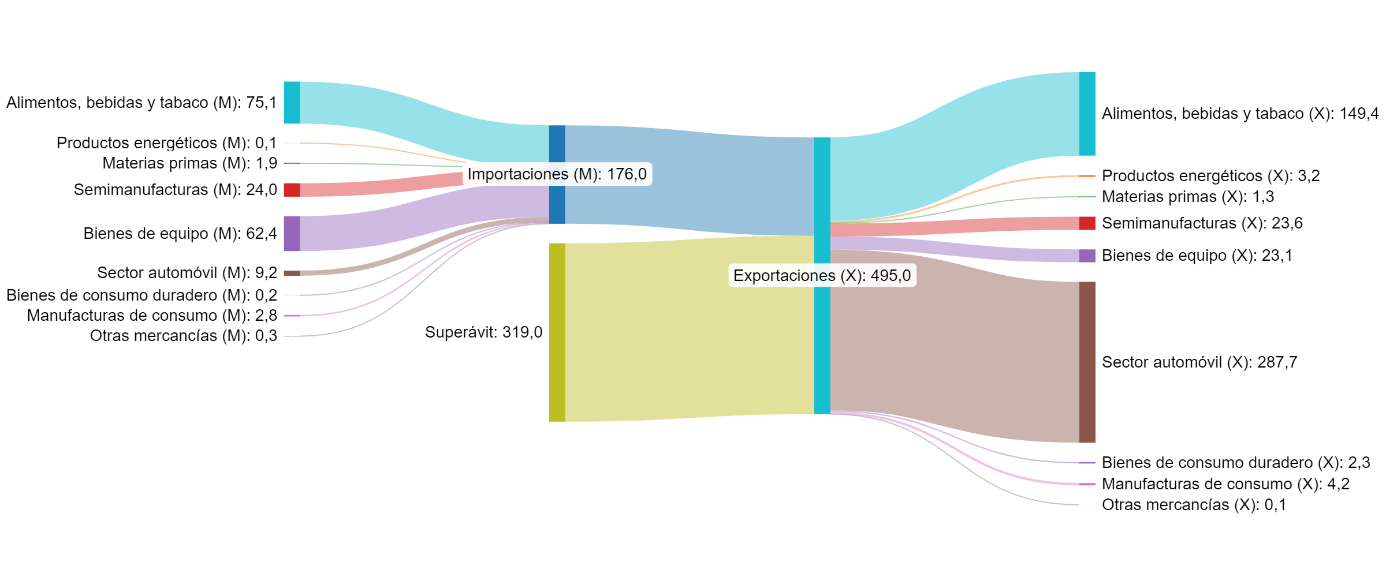 Alimentos, bebidas y tabaco (M): 75,1
Productos energéticos (M): 0,1
Materias primas (M): 1,9
Semimanufacturas (M): 24,0
Bienes de equipo (M): 62,4
Sector automóvil (M): 9,2
Bienes de consumo duradero (M): 0,2
Manufacturas de consumo (M): 2,8
Otras mercancías (M): 0,3
Importaciones (M): 176,0
Superávit: 319,0
Exportaciones (X): 495,0
Alimentos, bebidas y tabaco (X): 149,4
Productos energéticos (X): 3,2
Materias primas (X): 1,3
Semimanufacturas (X): 23,6
Bienes de equipo (X): 23,1
Sector automóvil (X): 287,7
Bienes de consumo duradero (X): 2,3
Manufacturas de consumo (X): 4,2
Otras mercancías (X): 0,1